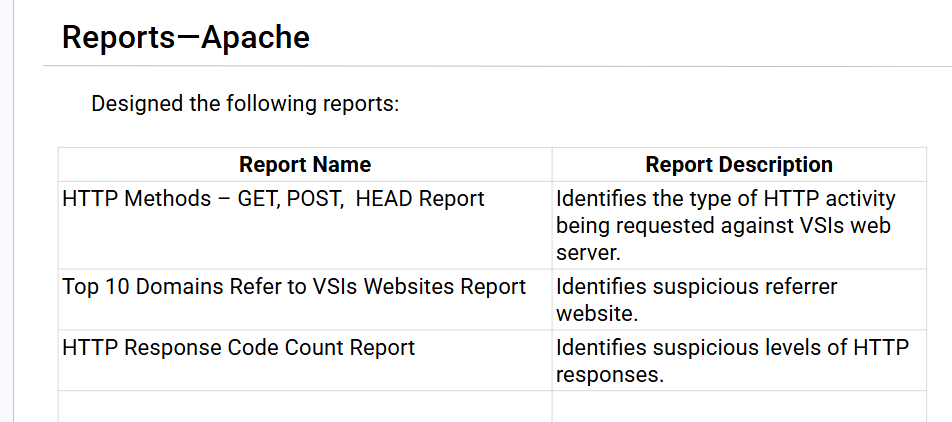 Reports—Apache
Designed the following reports:
Report Name
Report Description
HTTP Methods – GET, POST,  HEAD Report
Identifies the type of HTTP activity
being requested against VSIs web
server.
Top 10 Domains Refer to VSIs Websites Report
Identifies suspicious referrer
website.
HTTP Response Code Count Report
Identifies suspicious levels of HTTP
responses.